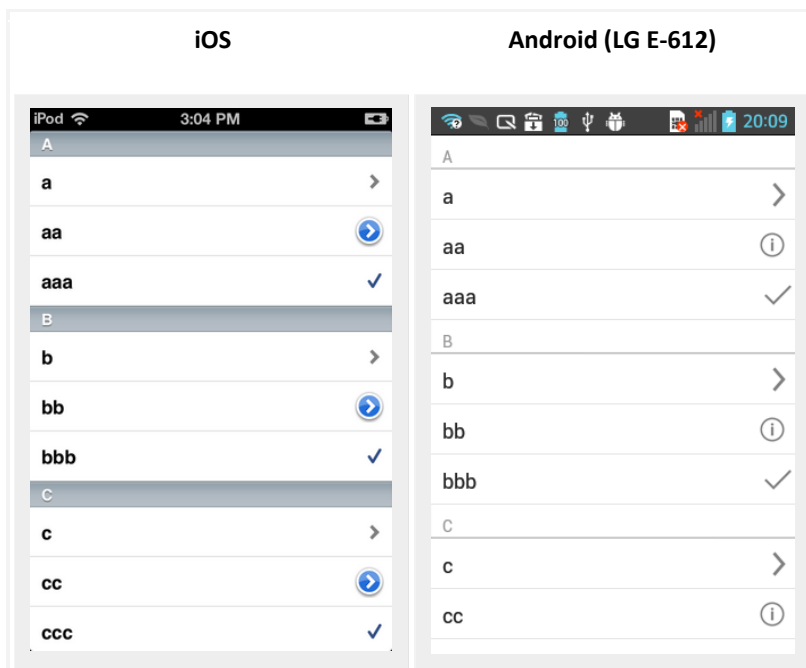 iOS
Android (LG E-612)
iPod 3:04 PM
A
a
aa
aaa
B
b
bb
bbb
C
c
cc
ccc
100 20:09
A
a
aa
aaa
B
b
bb
bbb
C
c
cc